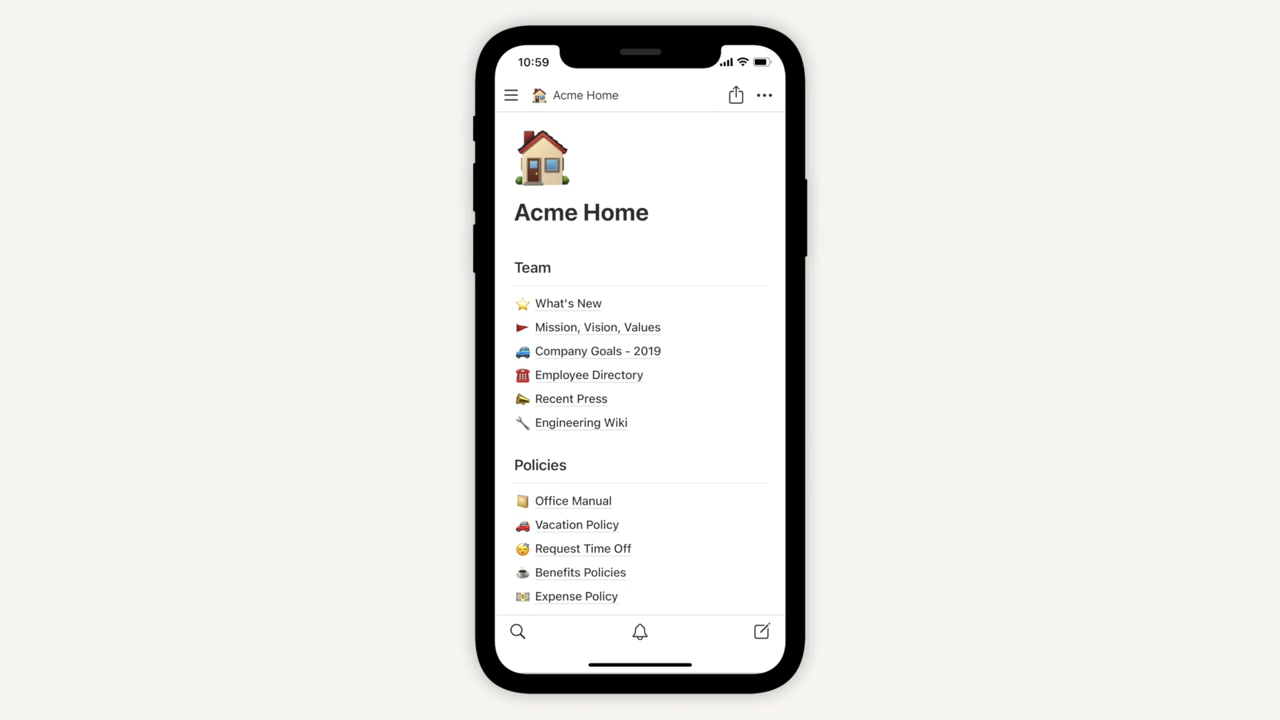 10:59
Acme Home
Acme Home
Team
What's New
Mission, Vision, Values
Company Goals - 2019
Employee Directory
Recent Press
Engineering Wiki
Policies
Office Manual
Vacation Policy
Request Time Off
Benefits Policies
Expense Policy